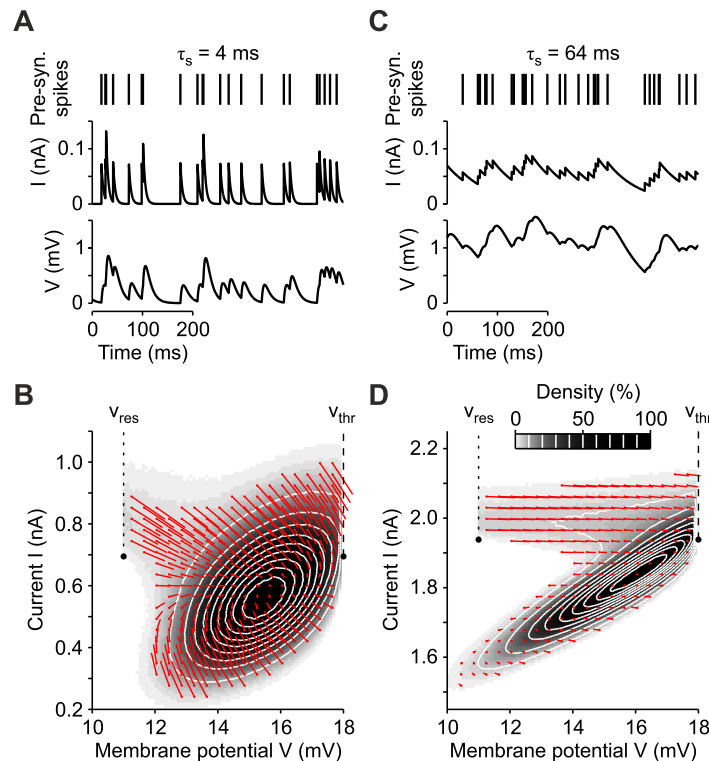 A
τs = 4 ms
Pre-syn. spikes
I (nA)
0.1
0
V (mV)
1
0
0 100 200
Time (ms)
C
τs = 64 ms
Pre-syn. spikes
I (nA)
0.1
0
V (mV)
1
0
0 100 200
Time (ms)
B
vres
vthr
Current I (nA)
1.0
0.8
0.6
0.4
0.2
10 12 14 16 18
Membrane potential V (mV)
D
Density (%)
0 50 100
vres
vthr
Current I (nA)
2.2
2.0
1.8
1.6
10 12 14 16 18
Membrane potential V (mV)